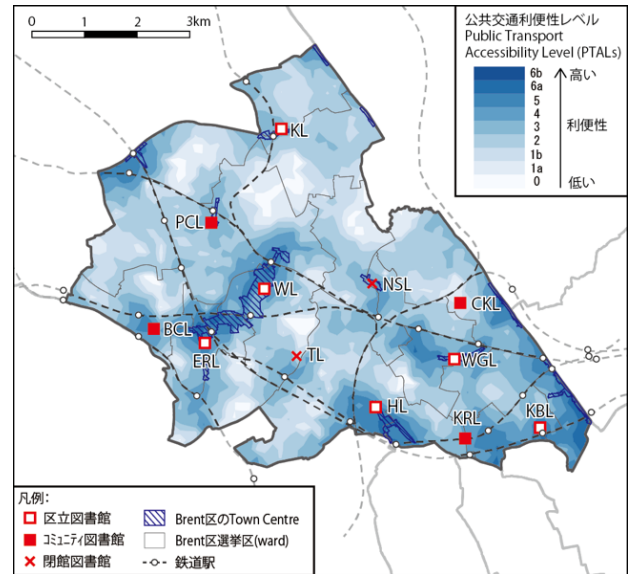 0 1 2 3km
公共交通利便性レベル
Public Transport
Accessibility Level (PTALs)
6b
6a
5
4
3
2
1b
1a
0
高い
利便性
低い
KL
PCL
WL
NSL
CKL
BCL
ERL
TL
WGL
HL
KRL
KBL
凡例：
区立図書館
コミュニティ図書館
閉館図書館
Brent区のTown Centre
Brent区選挙区(ward)
鉄道駅